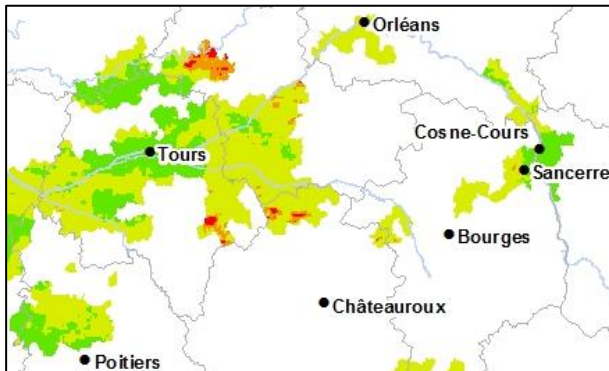 Orléans
Cosne-Cours
Tours
Sancerre
Bourges
Châteauroux
Poitiers